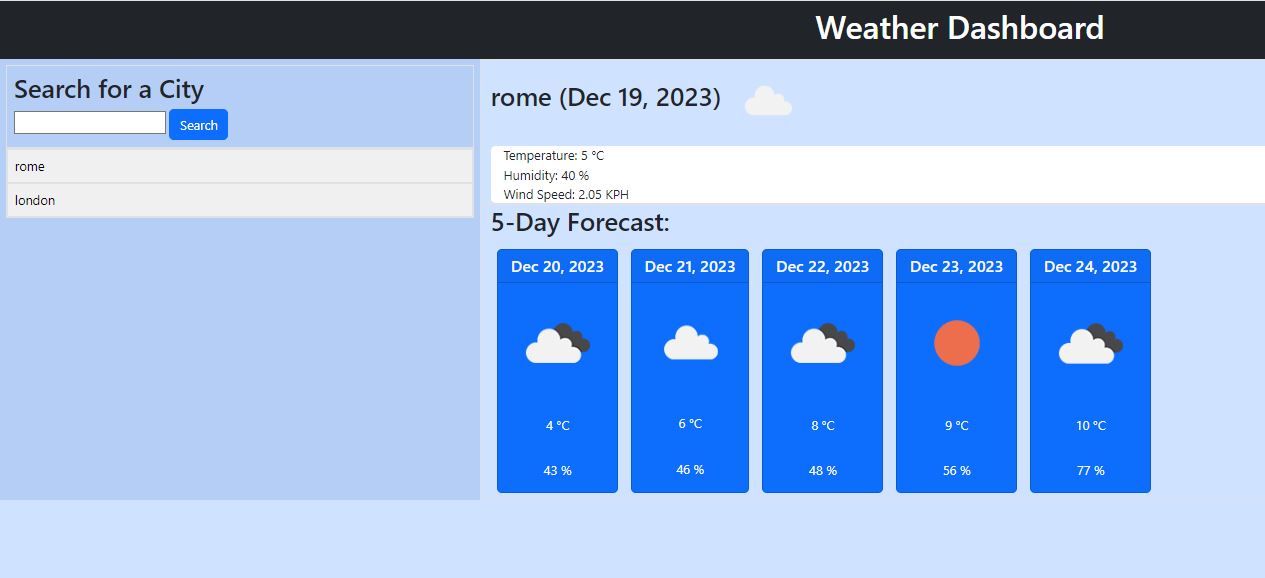 Weather Dashboard
Search for a City
Search
rome
london
rome (Dec 19, 2023)
Temperature: 5 °C
Humidity: 40 %
Wind Speed: 2.05 KPH
5-Day Forecast:
Dec 20, 2023
4 °C
43 %
Dec 21, 2023
6 °C
46 %
Dec 22, 2023
8 °C
48 %
Dec 23, 2023
9 °C
56 %
Dec 24, 2023
10 °C
77 %